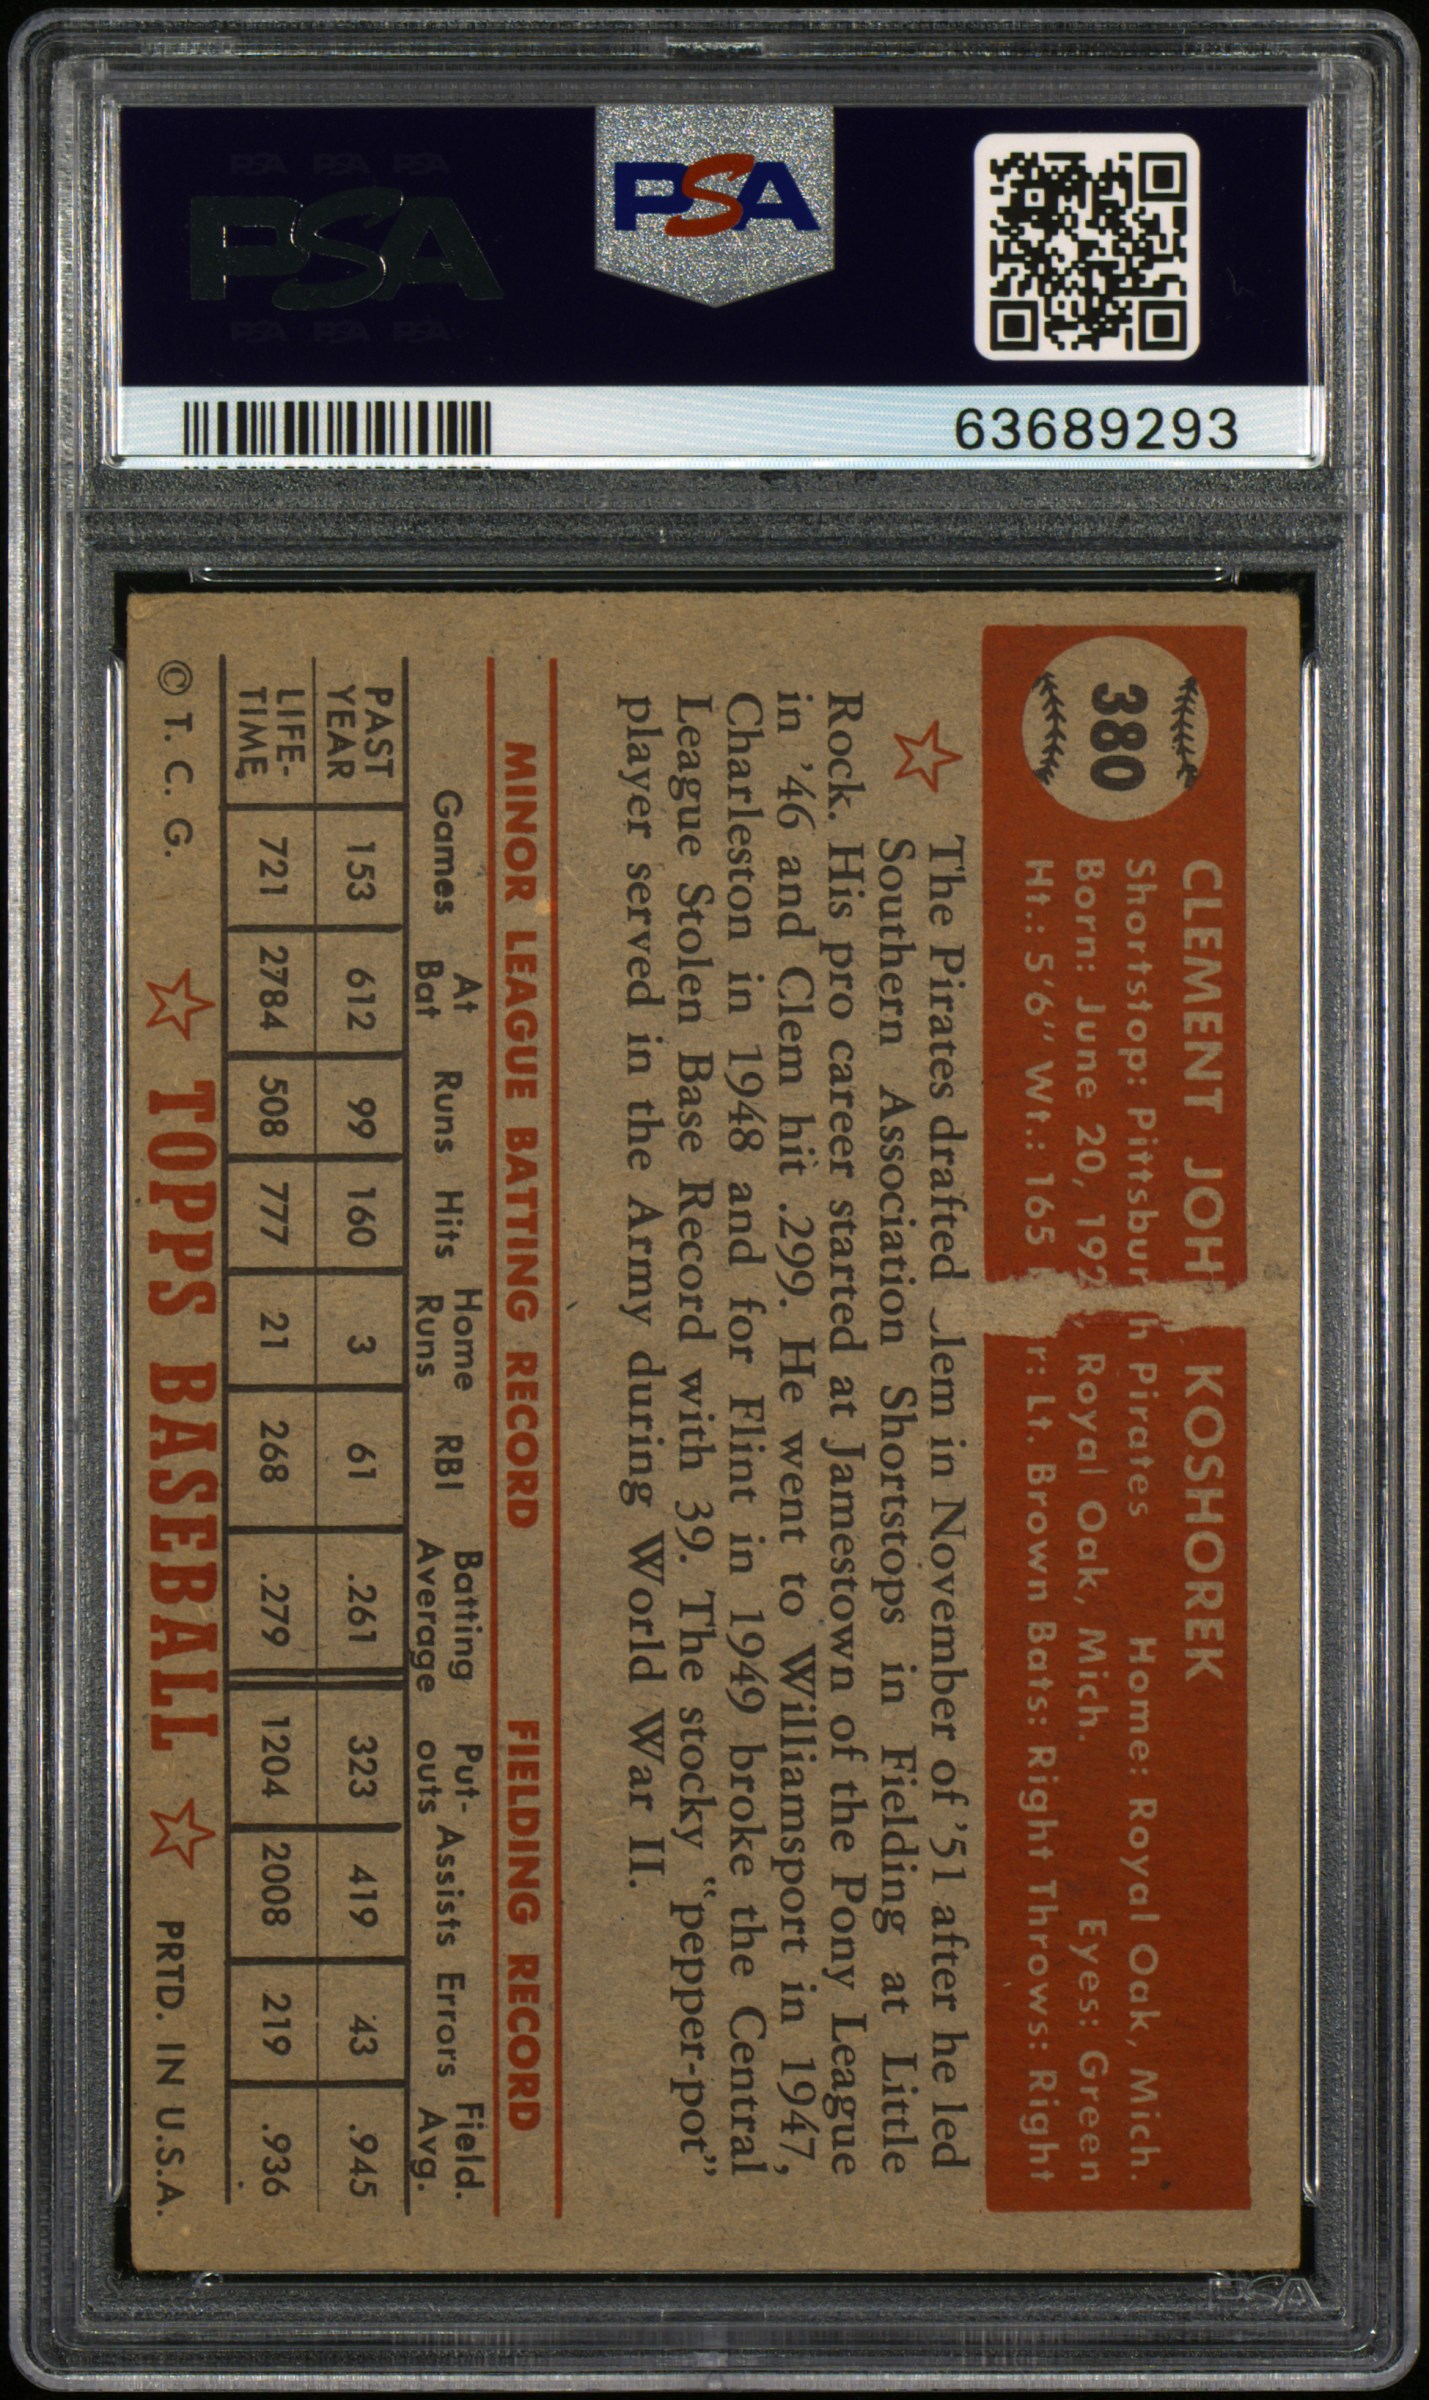 PSA PSA PSA
PSA
PSA PSA PSA
PSA
63689293
380
CLEMENT JOH KOSHOREK
Shortstop: Pittsbur h Pirates Home: Royal Oak, Mich.
Born: June 20, 192 , Royal Oak, Mich. Eyes: Green
Ht.: 5'6" Wt.: 165 r: Lt. Brown Bats: Right Throws: Right
The Pirates drafted lem in November of '51 after he led
Southern Association Shortstops in Fielding at Little
Rock. His pro career started at Jamestown of the Pony League
in '46 and Clem hit .299. He went to Williamsport in 1947,
Charleston in 1948 and for Flint in 1949 broke the Central
League Stolen Base Record with 39. The stocky "pepper-pot"
player served in the Army during World War II.
MINOR LEAGUE BATTING RECORD FIELDING RECORD
Games At Bat Runs Hits Home Runs RBI Batting Average Put-outs Assists Errors Field. Avg.
PAST YEAR 153 612 99 160 3 61 .261 323 419 43 .945
LIFE-TIME 721 2784 508 777 21 268 .279 1204 2008 219 .936
© T. C. G. TOPPS BASEBALL PRTD. IN U.S.A.
PSA